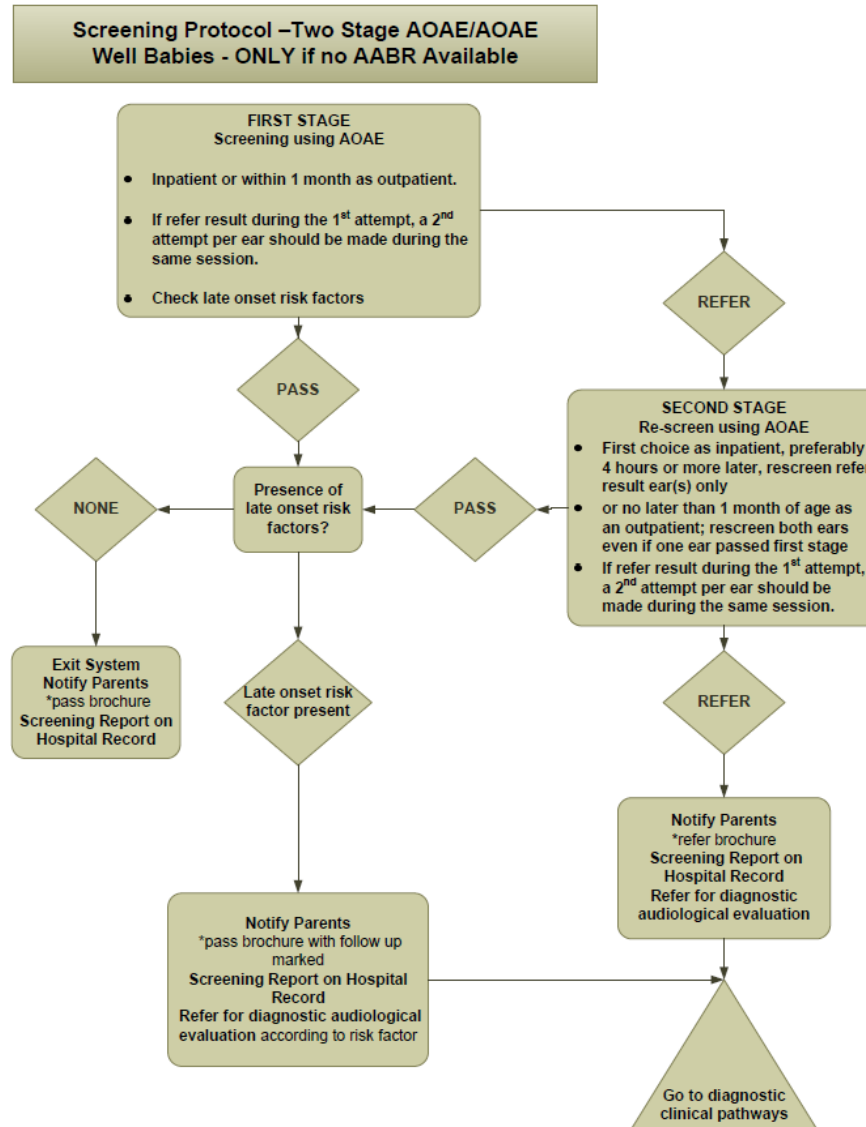 Screening Protocol –Two Stage AOAE/AOAE
Well Babies - ONLY if no AABR Available
FIRST STAGE
Screening using AOAE
• Inpatient or within 1 month as outpatient.
• If refer result during the 1st attempt, a 2nd
attempt per ear should be made during the
same session.
• Check late onset risk factors
REFER
PASS
SECOND STAGE
Re-screen using AOAE
• First choice as inpatient, preferably
4 hours or more later, rescreen refer
result ear(s) only
• or no later than 1 month of age as
an outpatient; rescreen both ears
even if one ear passed first stage
• If refer result during the 1st attempt,
a 2nd attempt per ear should be
made during the same session.
NONE
Presence of
late onset risk
factors?
PASS
Exit System
Notify Parents
*pass brochure
Screening Report on
Hospital Record
Late onset risk
factor present
REFER
Notify Parents
*refer brochure
Screening Report on
Hospital Record
Refer for diagnostic
audiological evaluation
Notify Parents
*pass brochure with follow up
marked
Screening Report on Hospital
Record
Refer for diagnostic audiological
evaluation according to risk factor
Go to diagnostic
clinical pathways